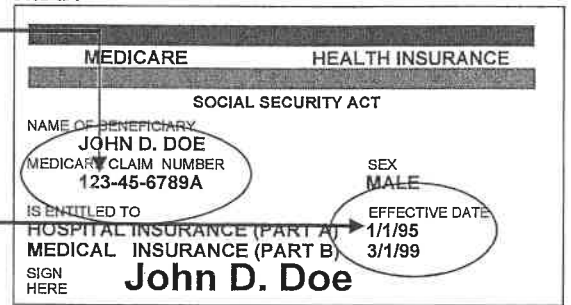 MEDICARE HEALTH INSURANCE
SOCIAL SECURITY ACT
NAME OF BENEFICIARY
JOHN D. DOE
MEDICARE CLAIM NUMBER SEX
123-45-6789A MALE
IS ENTITLED TO EFFECTIVE DATE
HOSPITAL INSURANCE (PART A) 1/1/95
MEDICAL INSURANCE (PART B) 3/1/99
SIGN HERE John D. Doe